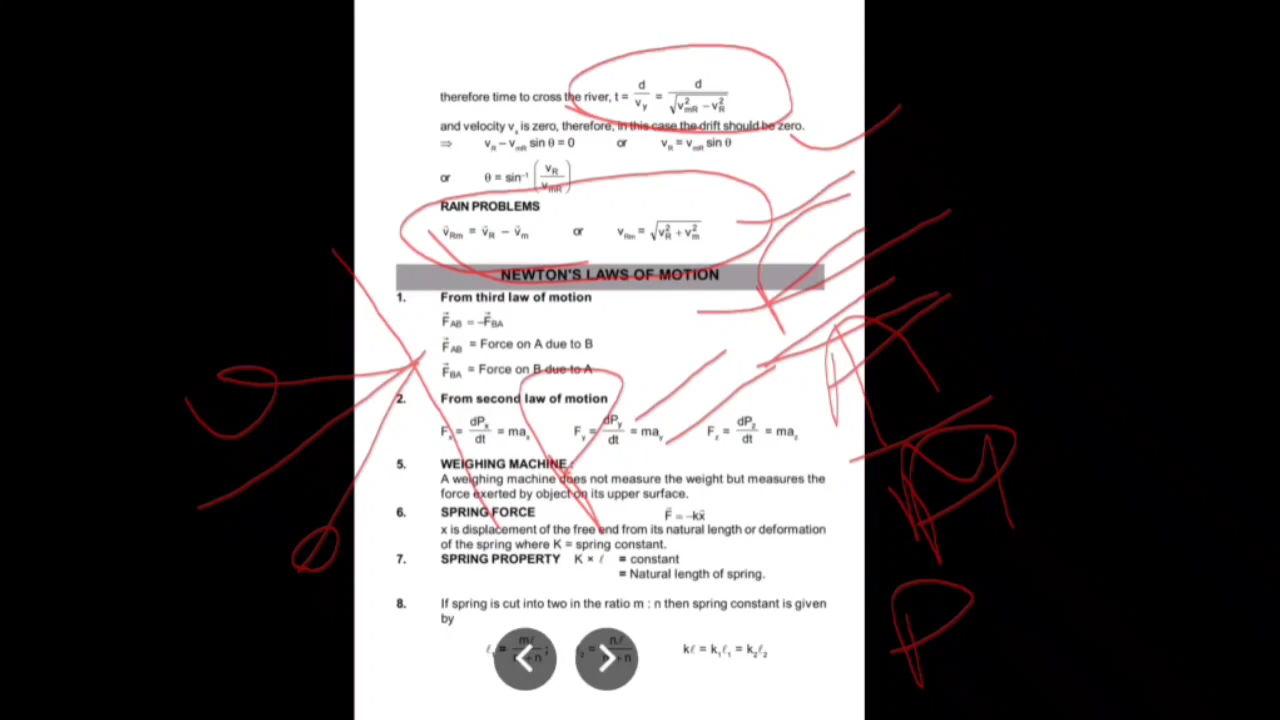 therefore time to cross the river, t = d/v_y = d/√(v²_mR – v²_R)
and velocity v_x is zero, therefore, in this case the drift should be zero.
⇒ v_R – v_mR sin θ = 0 or v_R = v_mR sin θ
or θ = sin⁻¹ (v_R/v_mR)
RAIN PROBLEMS
v⃗_Rm = v⃗_R – v⃗_m or v_Rm = √(v²_R + v²_m)
NEWTON'S LAWS OF MOTION
1. From third law of motion
F⃗_AB = –F⃗_BA
F⃗_AB = Force on A due to B
F⃗_BA = Force on B due to A
2. From second law of motion
F_x = dP_x/dt = ma_x F_y = dP_y/dt = ma_y F_z = dP_z/dt = ma_z
5. WEIGHING MACHINE :
A weighing machine does not measure the weight but measures the
force exerted by object on its upper surface.
6. SPRING FORCE F⃗ = –kx⃗
x is displacement of the free end from its natural length or deformation
of the spring where K = spring constant.
7. SPRING PROPERTY K × ℓ = constant
= Natural length of spring.
8. If spring is cut into two in the ratio m : n then spring constant is given
by
kℓ = k₁ℓ₁ = k₂ℓ₂